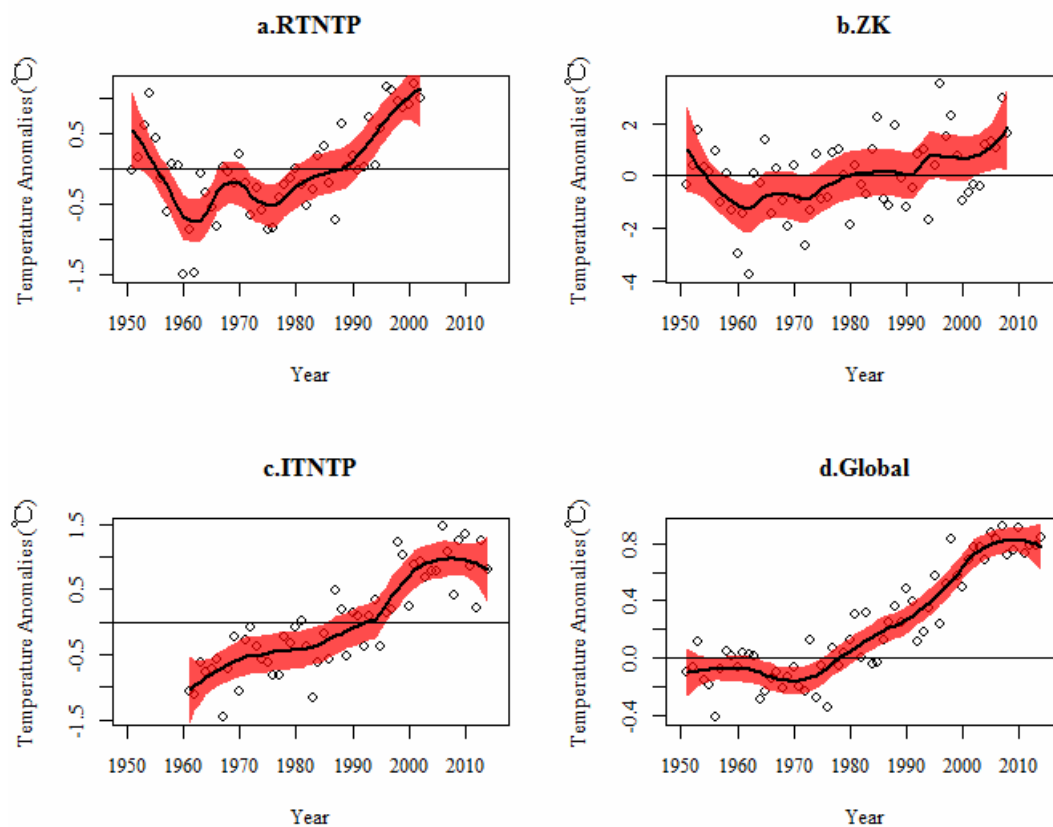 a.RTNTP
Temperature Anomalies(℃)
0.5
-0.5
-1.5
1950 1960 1970 1980 1990 2000 2010
Year
b.ZK
Temperature Anomalies(℃)
2
0
-2
-4
1950 1960 1970 1980 1990 2000 2010
Year
c.ITNTP
Temperature Anomalies(℃)
1.5
0.5
-0.5
-1.5
1950 1960 1970 1980 1990 2000 2010
Year
d.Global
Temperature Anomalies(℃)
0.8
0.4
0.0
-0.4
1950 1960 1970 1980 1990 2000 2010
Year